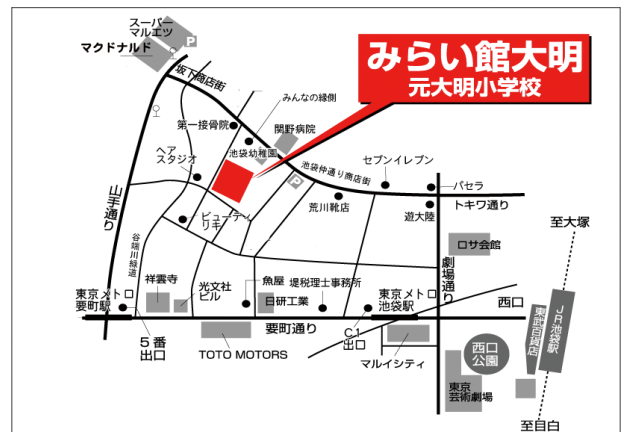 スーパー
マルエツ
マクドナルド
P
坂下商店街
みらい館大明
元大明小学校
みんなの縁側
第一接骨院
関野病院
池袋幼稚園
ヘア
スタジオ
池袋仲通り商店街
セブンイレブン
P
パセラ
トキワ通り
荒川靴店
遊大陸
ビューティ
リキ
山手通り
谷端川緑道
至大塚
ロサ会館
劇場通り
祥雲寺
光文社
ビル
魚屋
日研工業
堤税理士事務所
東京メトロ
要町駅
東京メトロ
池袋駅
西口
5番
出口
要町通り
C1
出口
TOTO MOTORS
マルイシティ
西口
公園
東武百貨店
JR池袋駅
東京
芸術劇場
至目白